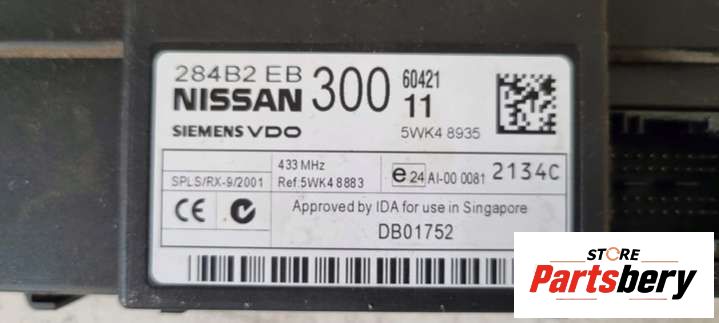 284B2 EB 300 60421
NISSAN 11
SIEMENS VDO 5WK4 8935
433 MHz
SPLS/RX-9/2001 Ref.5WK4 8883 e24 AI-00 0081 2134C
CE Approved by IDA for use in Singapore
DB01752
STORE
Partsbery